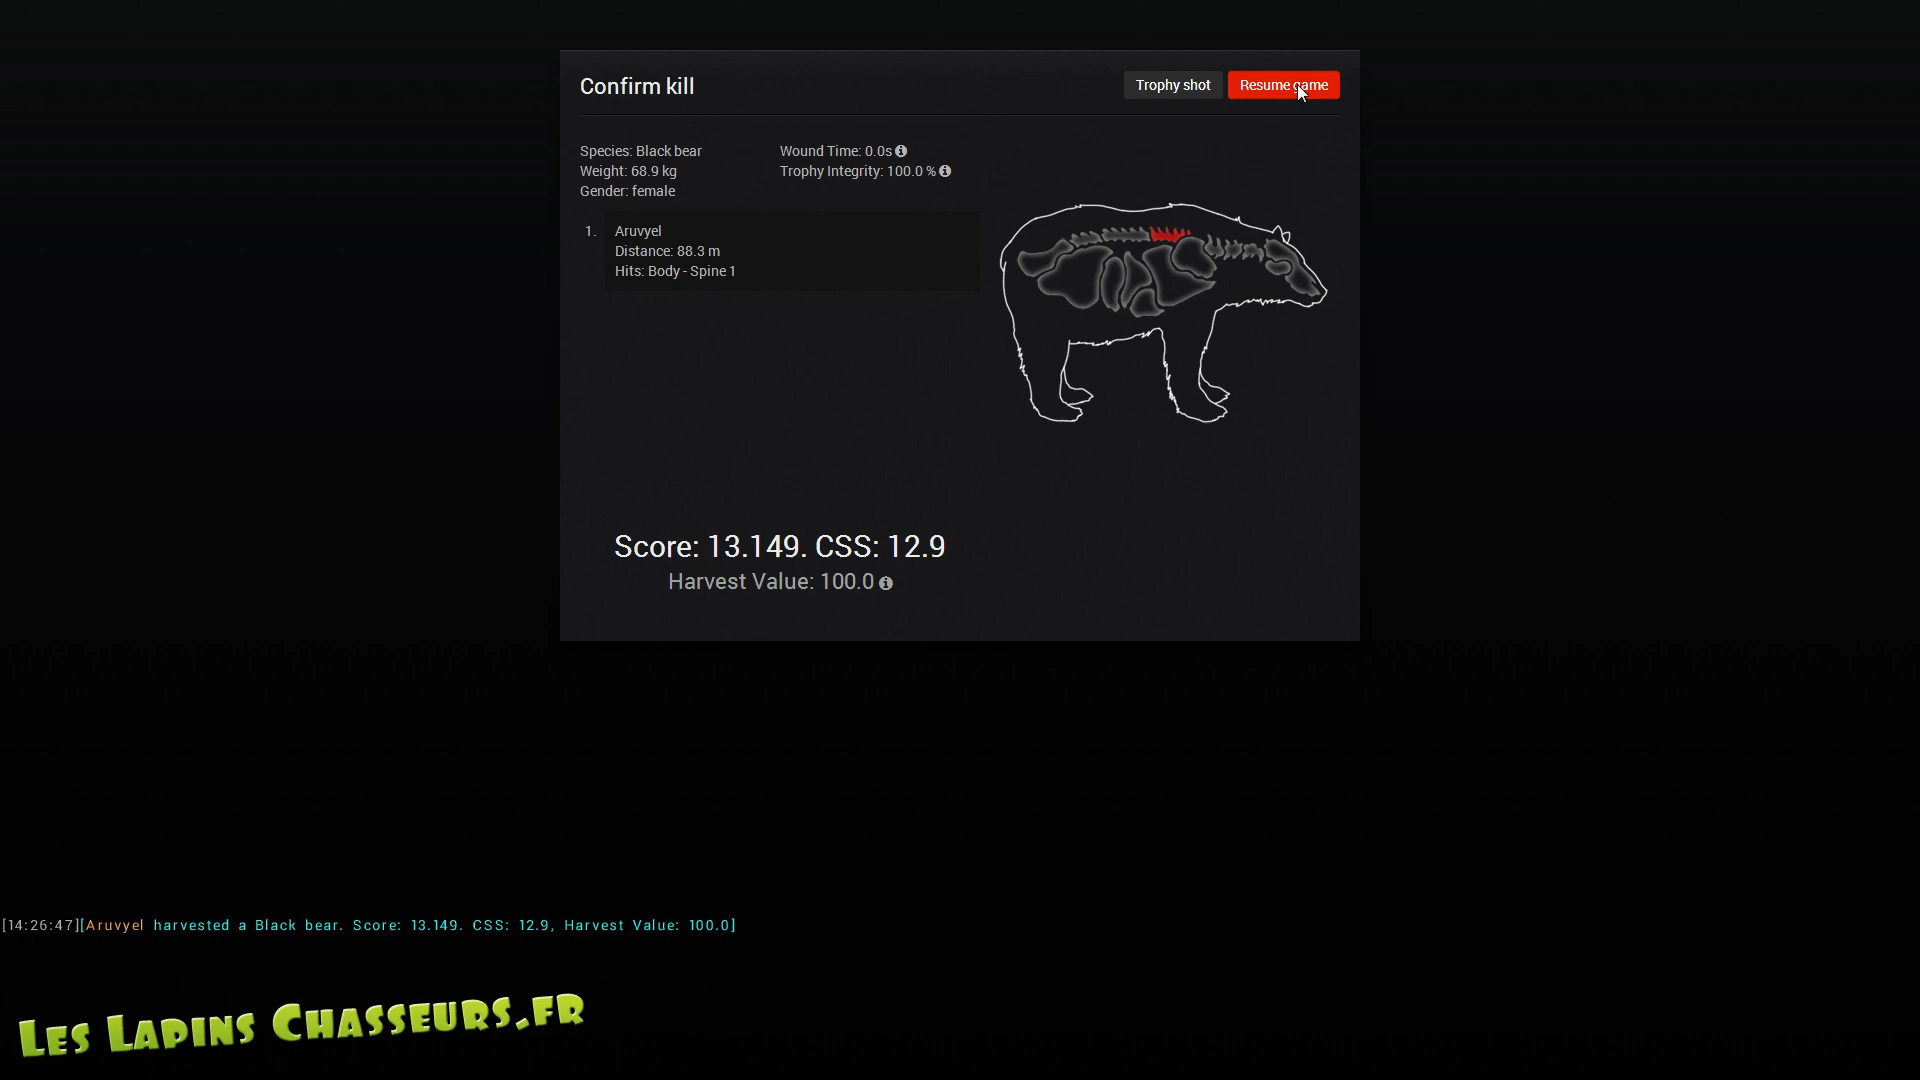 Confirm kill
Trophy shot
Resume game
Species: Black bear
Weight: 68.9 kg
Gender: female
Wound Time: 0.0s
Trophy Integrity: 100.0 %
1.
Aruvyel
Distance: 88.3 m
Hits: Body - Spine 1
Score: 13.149. CSS: 12.9
Harvest Value: 100.0
[14:26:47][Aruvyel harvested a Black bear. Score: 13.149. CSS: 12.9, Harvest Value: 100.0]
Les Lapins Chasseurs.fr